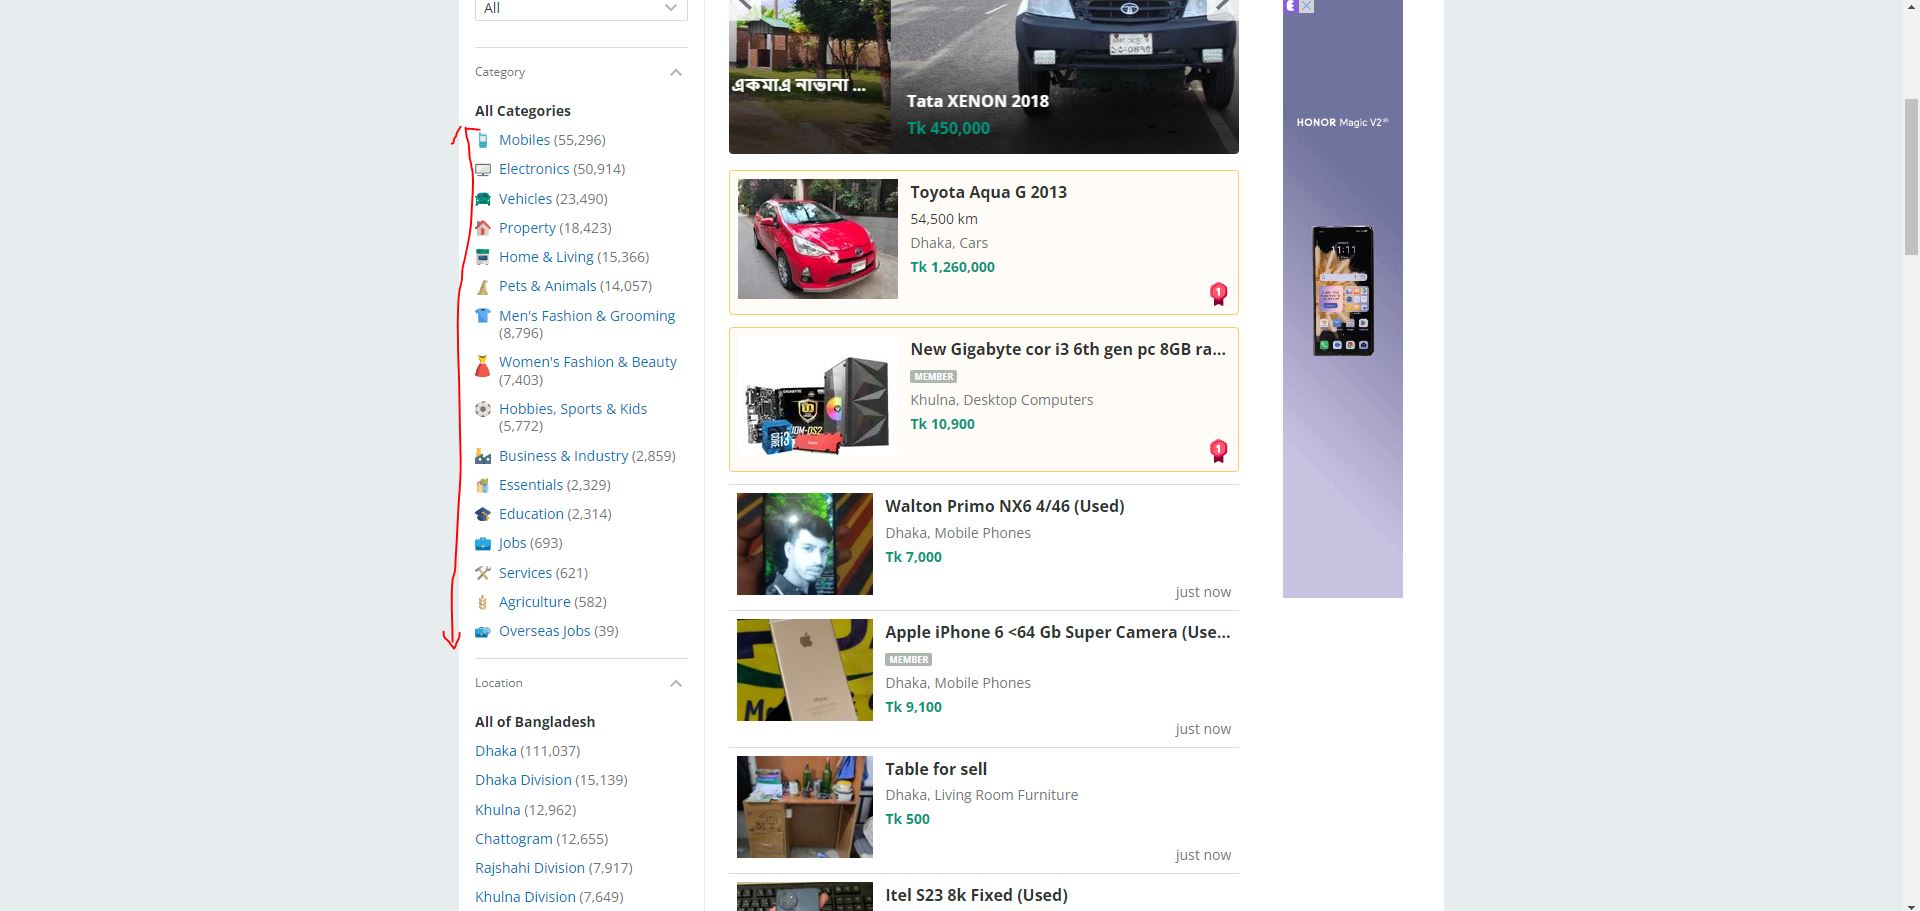 All
Category
All Categories
Mobiles (55,296)
Electronics (50,914)
Vehicles (23,490)
Property (18,423)
Home & Living (15,366)
Pets & Animals (14,057)
Men's Fashion & Grooming
(8,796)
Women's Fashion & Beauty
(7,403)
Hobbies, Sports & Kids
(5,772)
Business & Industry (2,859)
Essentials (2,329)
Education (2,314)
Jobs (693)
Services (621)
Agriculture (582)
Overseas Jobs (39)
Location
All of Bangladesh
Dhaka (111,037)
Dhaka Division (15,139)
Khulna (12,962)
Chattogram (12,655)
Rajshahi Division (7,917)
Khulna Division (7,649)
একমাএ নাভানা ...
Tata XENON 2018
Tk 450,000
Toyota Aqua G 2013
54,500 km
Dhaka, Cars
Tk 1,260,000
1
New Gigabyte cor i3 6th gen pc 8GB ra...
MEMBER
Khulna, Desktop Computers
Tk 10,900
1
Walton Primo NX6 4/46 (Used)
Dhaka, Mobile Phones
Tk 7,000
just now
Apple iPhone 6 <64 Gb Super Camera (Use...
MEMBER
Dhaka, Mobile Phones
Tk 9,100
just now
Table for sell
Dhaka, Living Room Furniture
Tk 500
just now
Itel S23 8k Fixed (Used)
HONOR Magic V2
11:11